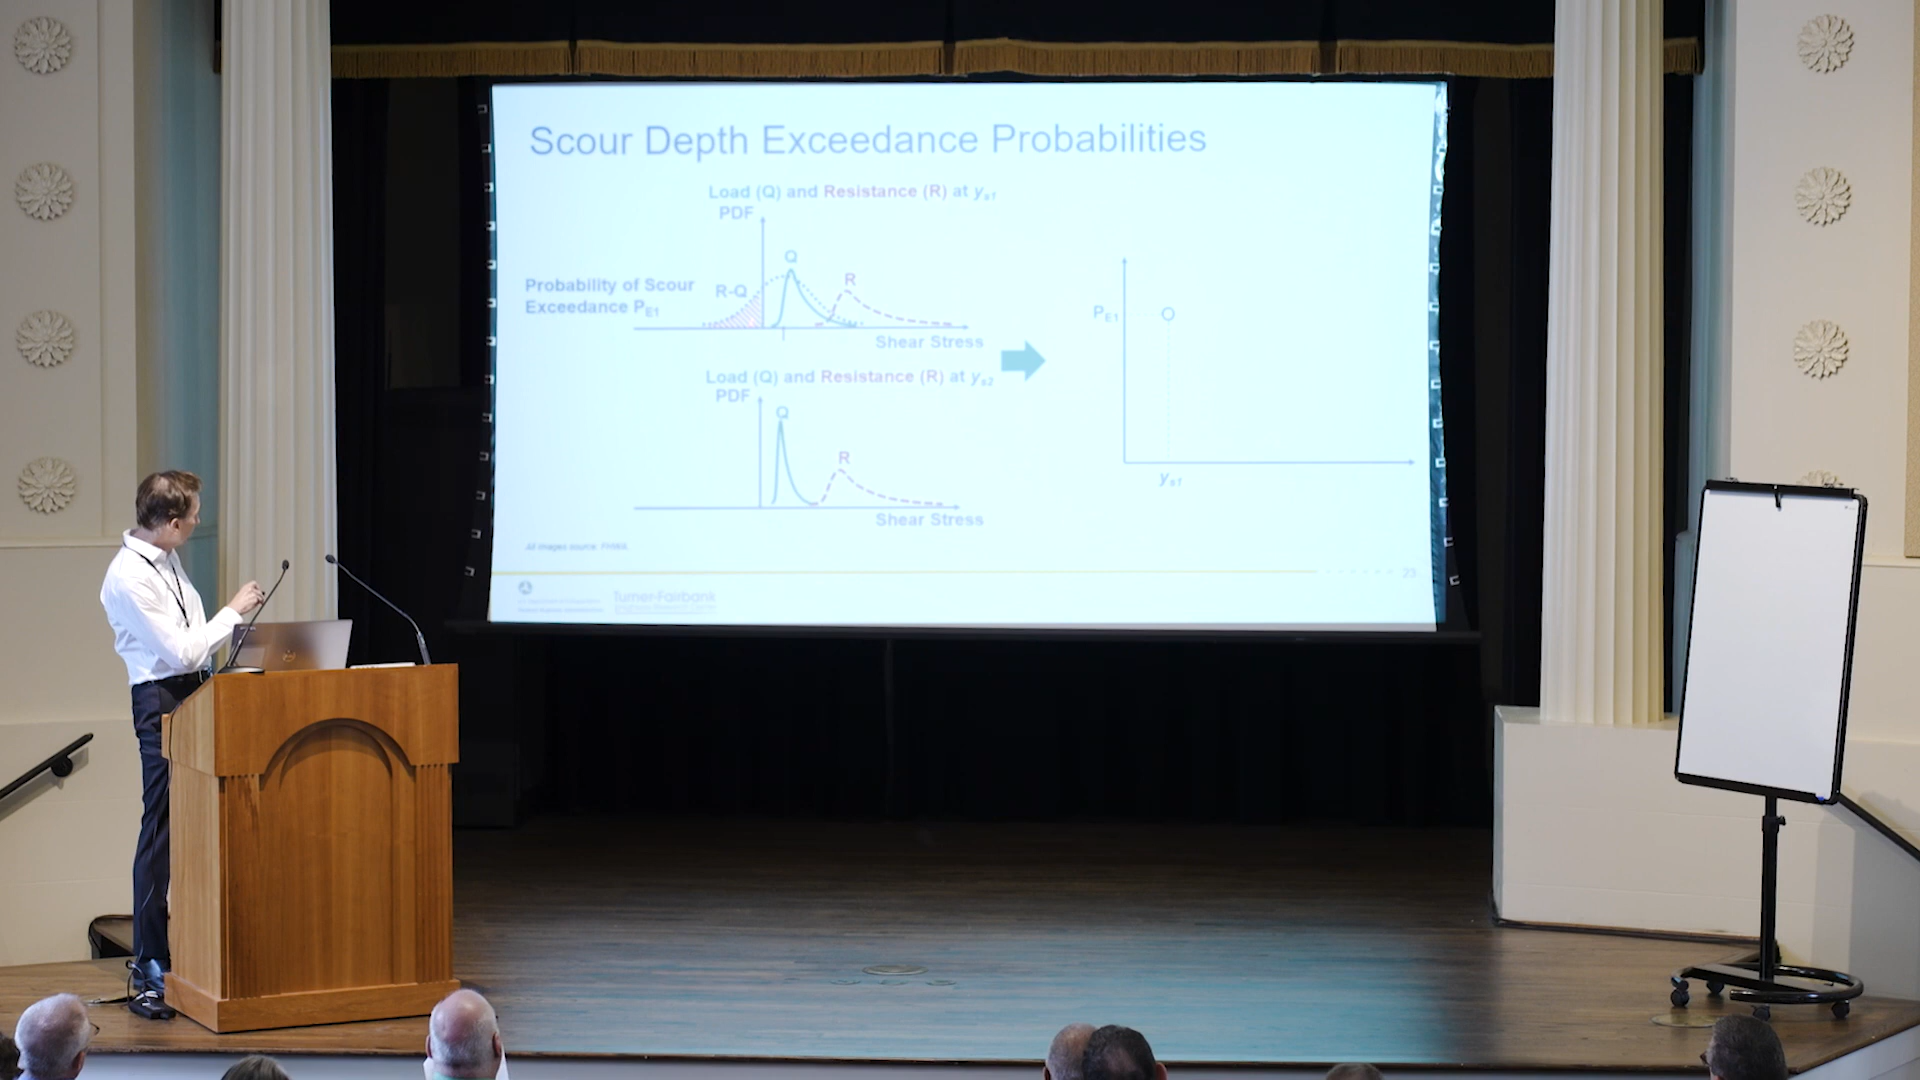 Scour Depth Exceedance Probabilities
Load (Q) and Resistance (R) at ys1
PDF
Q
R
R-Q
Probability of Scour
Exceedance PE1
Shear Stress
Load (Q) and Resistance (R) at ys2
PDF
Q
R
Shear Stress
PE1
ys1
All images source: FHWA.
Turner-Fairbank
23